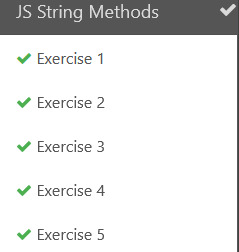 JS String Methods
Exercise 1
Exercise 2
Exercise 3
Exercise 4
Exercise 5